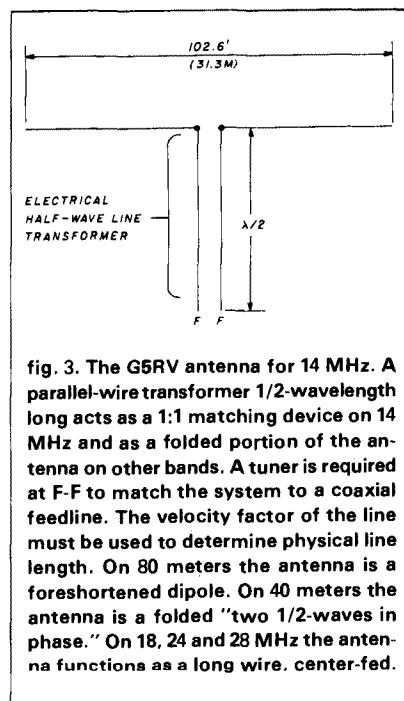 102.6'
(31.3M)
ELECTRICAL
HALF-WAVE LINE
TRANSFORMER
λ/2
F F
fig. 3. The G5RV antenna for 14 MHz. A
parallel-wire transformer 1/2-wavelength
long acts as a 1:1 matching device on 14
MHz and as a folded portion of the an-
tenna on other bands. A tuner is required
at F-F to match the system to a coaxial
feedline. The velocity factor of the line
must be used to determine physical line
length. On 80 meters the antenna is a
foreshortened dipole. On 40 meters the
antenna is a folded "two 1/2-waves in
phase." On 18, 24 and 28 MHz the anten-
na functions as a long wire, center-fed.